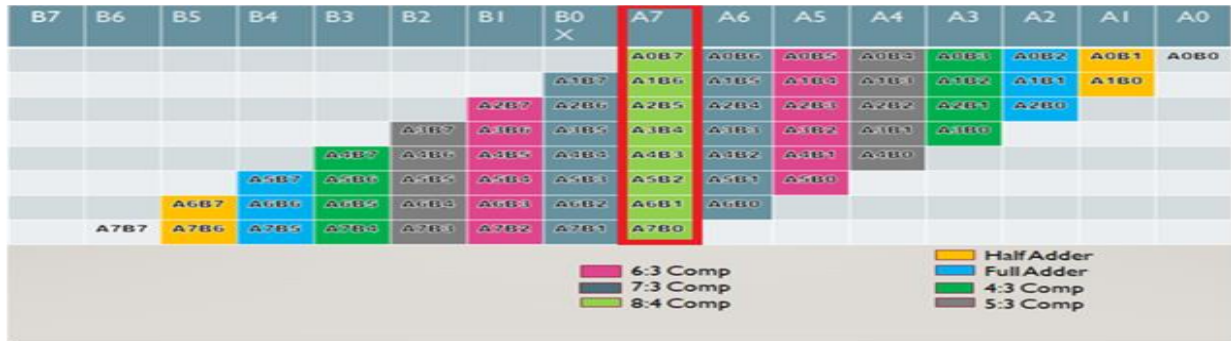 B7 B6 B5 B4 B3 B2 B1 B0 A7 A6 A5 A4 A3 A2 A1 A0
X
A0B7 A0B6 A0B5 A0B4 A0B3 A0B2 A0B1 A0B0
A1B7 A1B6 A1B5 A1B4 A1B3 A1B2 A1B1 A1B0
A2B7 A2B6 A2B5 A2B4 A2B3 A2B2 A2B1 A2B0
A3B7 A3B6 A3B5 A3B4 A3B3 A3B2 A3B1 A3B0
A4B7 A4B6 A4B5 A4B4 A4B3 A4B2 A4B1 A4B0
A5B7 A5B6 A5B5 A5B4 A5B3 A5B2 A5B1 A5B0
A6B7 A6B6 A6B5 A6B4 A6B3 A6B2 A6B1 A6B0
A7B7 A7B6 A7B5 A7B4 A7B3 A7B2 A7B1 A7B0
6:3 Comp
7:3 Comp
8:4 Comp
Half Adder
Full Adder
4:3 Comp
5:3 Comp